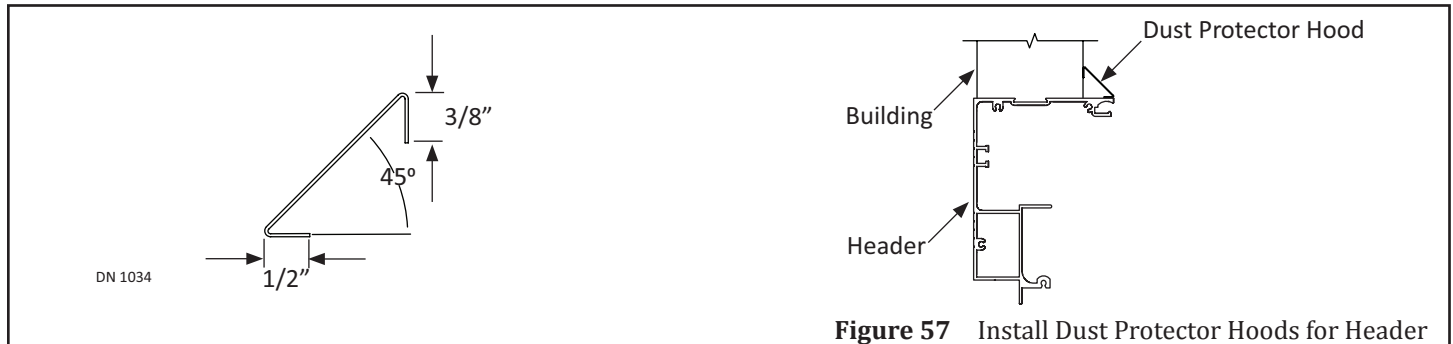 3/8”
45º
1/2”
DN 1034
Dust Protector Hood
Building
Header
Figure 57 Install Dust Protector Hoods for Header